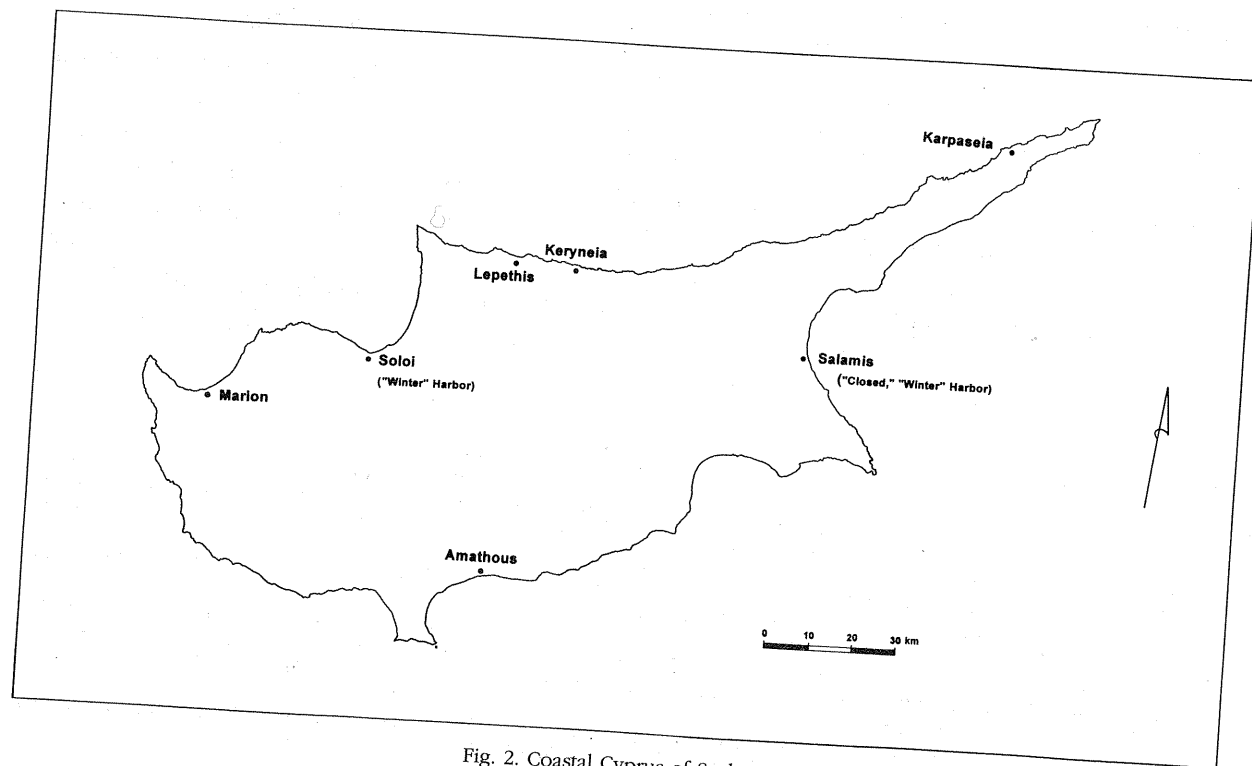 Karpaseia
Keryneia
Lepethis
Soloi
("Winter" Harbor)
Salamis
("Closed," "Winter" Harbor)
Marion
Amathous
0 10 20 30 km
Fig. 2. Coastal Cyprus of